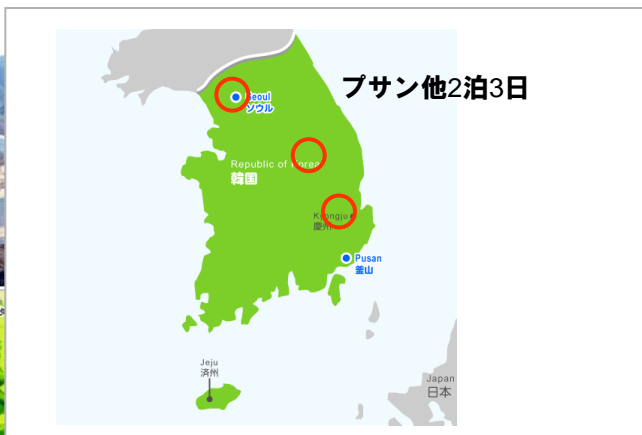 プサン他2泊3日
Seoul
ソウル
Republic of Korea
韓国
Kyongju
慶州
Pusan
釜山
Jeju
済州
Japan
日本